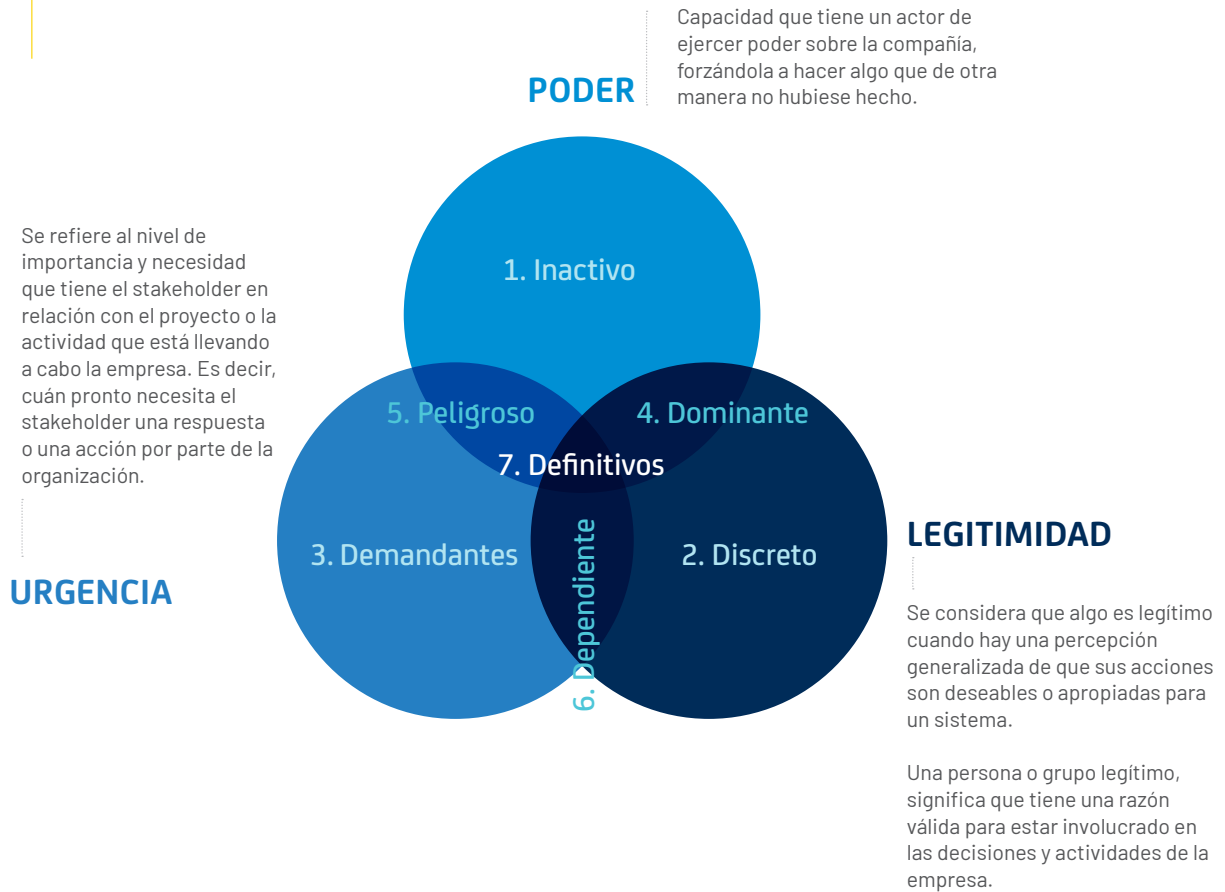 Capacidad que tiene un actor de
ejercer poder sobre la compañía,
forzándola a hacer algo que de otra
manera no hubiese hecho.
PODER
Se refiere al nivel de
importancia y necesidad
que tiene el stakeholder en
relación con el proyecto o la
actividad que está llevando
a cabo la empresa. Es decir,
cuán pronto necesita el
stakeholder una respuesta
o una acción por parte de la
organización.
URGENCIA
1. Inactivo
5. Peligroso
4. Dominante
7. Definitivos
3. Demandantes
6. Dependiente
2. Discreto
LEGITIMIDAD
Se considera que algo es legítimo
cuando hay una percepción
generalizada de que sus acciones
son deseables o apropiadas para
un sistema.
Una persona o grupo legítimo,
significa que tiene una razón
válida para estar involucrado en
las decisiones y actividades de la
empresa.